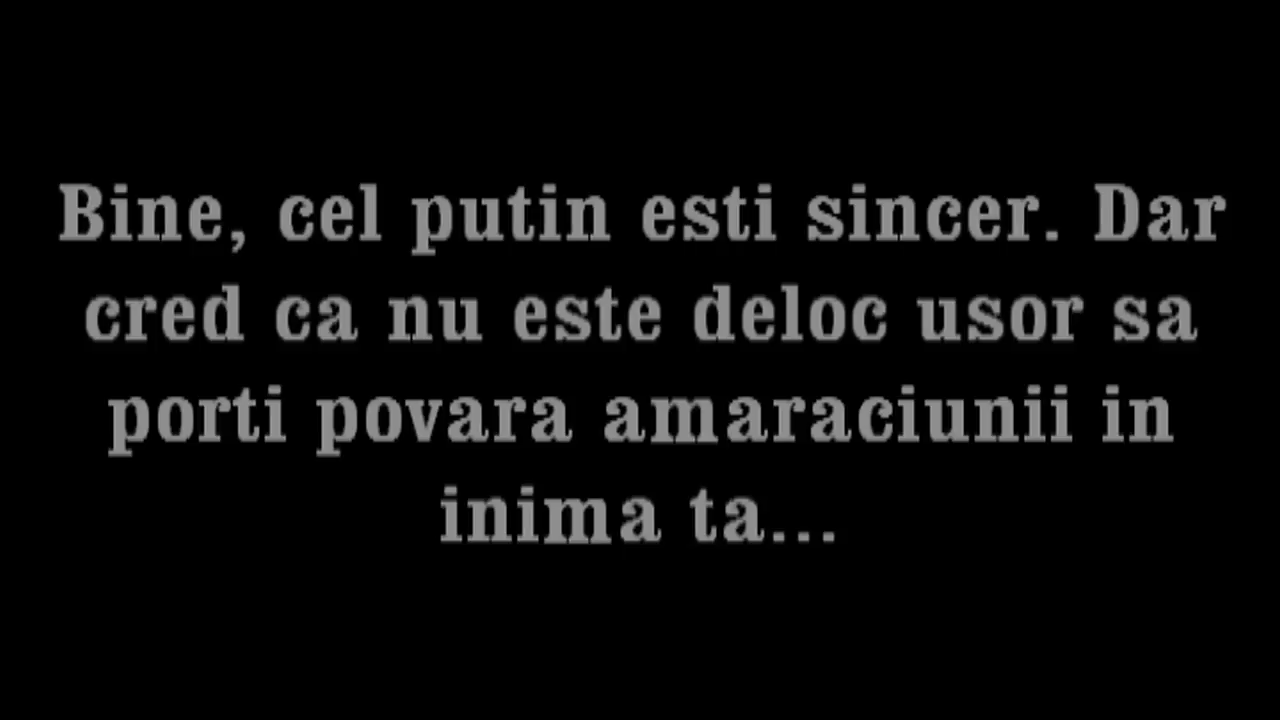 Bine, cel putin esti sincer. Dar
cred ca nu este deloc usor sa
porti povara amaraciunii in
inima ta...